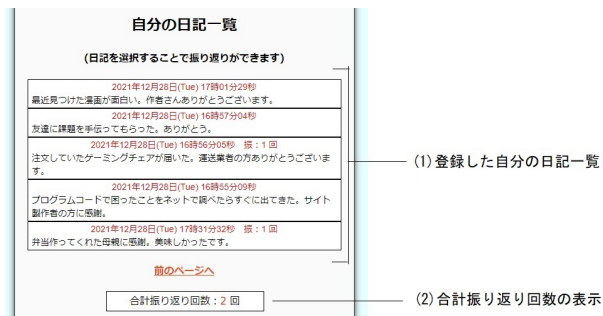 自分の日記一覧
(日記を選択することで振り返りができます)
2021年12月28日(Tue) 17時01分29秒
最近見つけた漫画が面白い。作者さんありがとうございます。
2021年12月28日(Tue) 16時57分04秒
友達に課題を手伝ってもらった。ありがとう。
2021年12月28日(Tue) 16時56分05秒 振：1 回
注文していたゲーミングチェアが届いた。運送業者の方ありがとうございま
す。
(1)登録した自分の日記一覧
2021年12月28日(Tue) 16時55分09秒
プログラムコードで困ったことをネットで調べたらすぐに出てきた。サイト
製作者の方に感謝。
2021年12月28日(Tue) 17時31分32秒 振：1 回
弁当作ってくれた母親に感謝。美味しかったです。
前のページへ
合計振り返り回数：2 回
(2)合計振り返り回数の表示